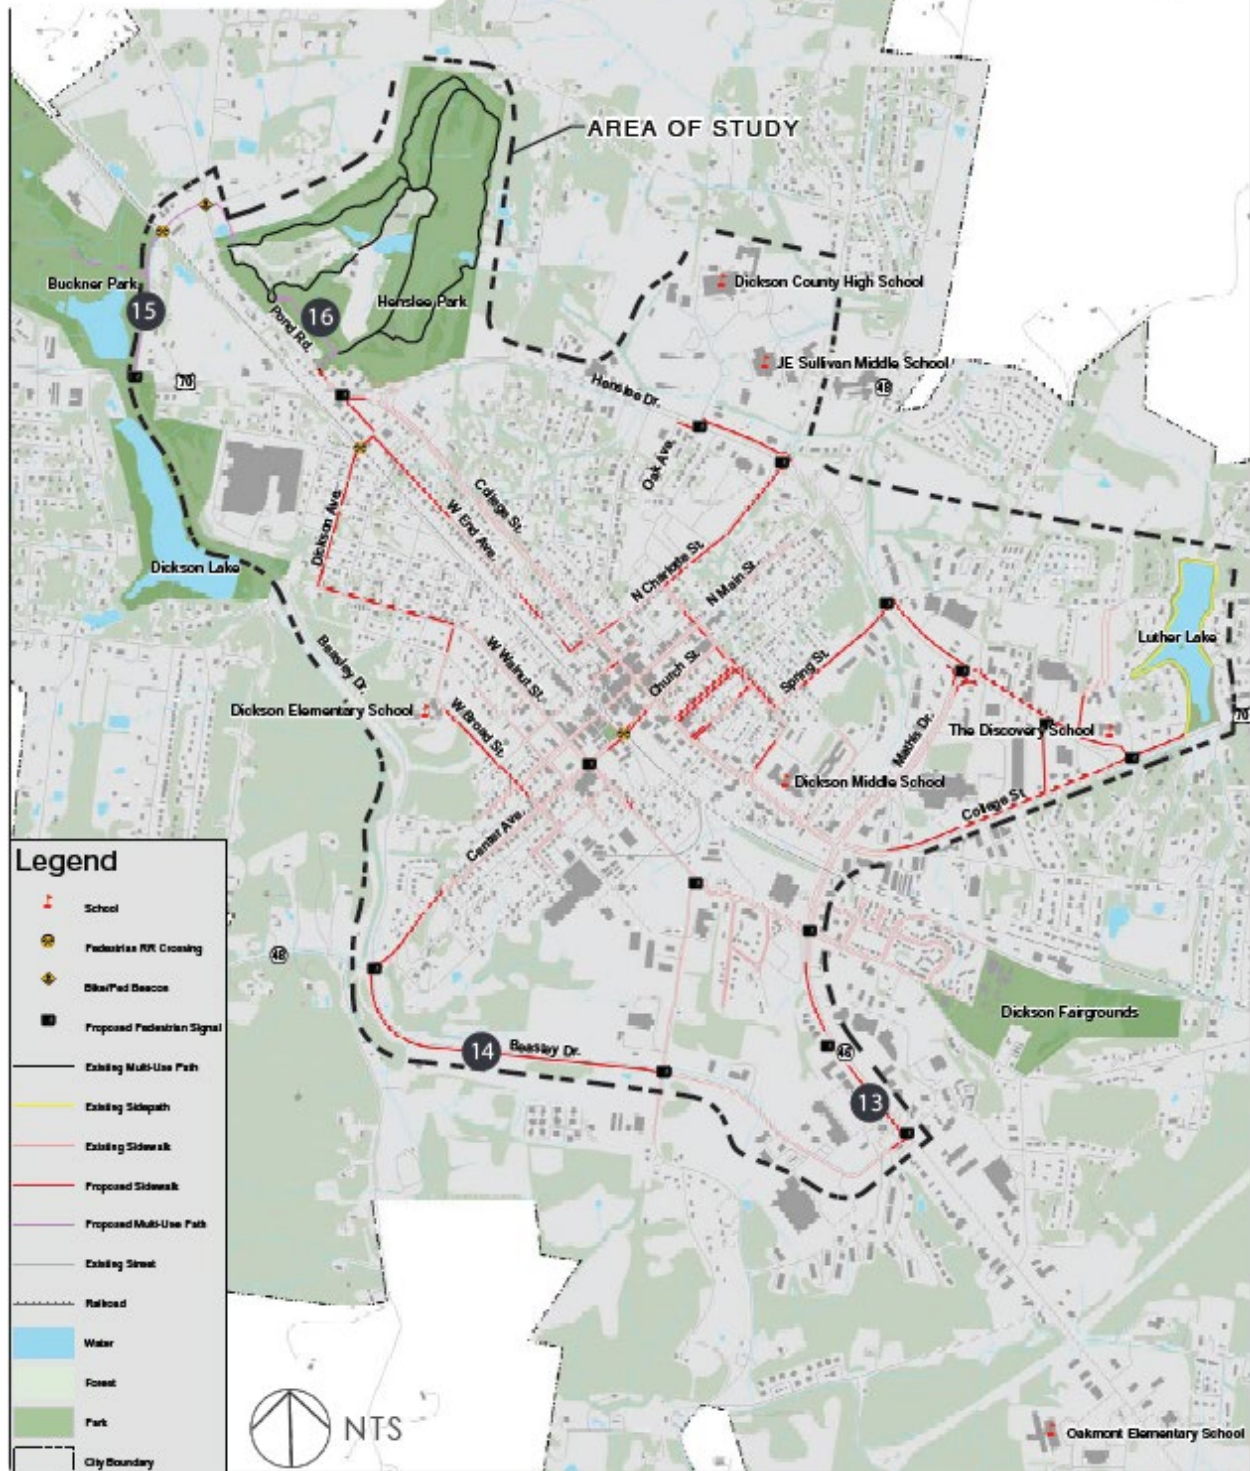 AREA OF STUDY
Dickson County High School
Buckner Park
15
16
Henslee Park
Pond Rd.
JE Sullivan Middle School
70
48
Henslee Dr.
Oak Ave.
College St.
W End Ave.
Dickson Ave.
N Charlotte St.
N Main St.
Dickson Lake
Luther Lake
Beasley Dr.
W Walnut St.
Church St.
Spring St.
Dickson Elementary School
W Broad St.
70
Mathis Dr.
The Discovery School
Dickson Middle School
College St.
Center Ave.
48
Dickson Fairgrounds
14
Beasley Dr.
46
13
Legend
School
Pedestrian RR Crossing
Bike/Ped Beacon
Proposed Pedestrian Signal
Existing Multi-Use Path
Existing Sidepath
Existing Sidewalk
Proposed Sidewalk
Proposed Multi-Use Path
Existing Street
Railroad
Water
Forest
Park
City Boundary
NTS
Oakmont Elementary School